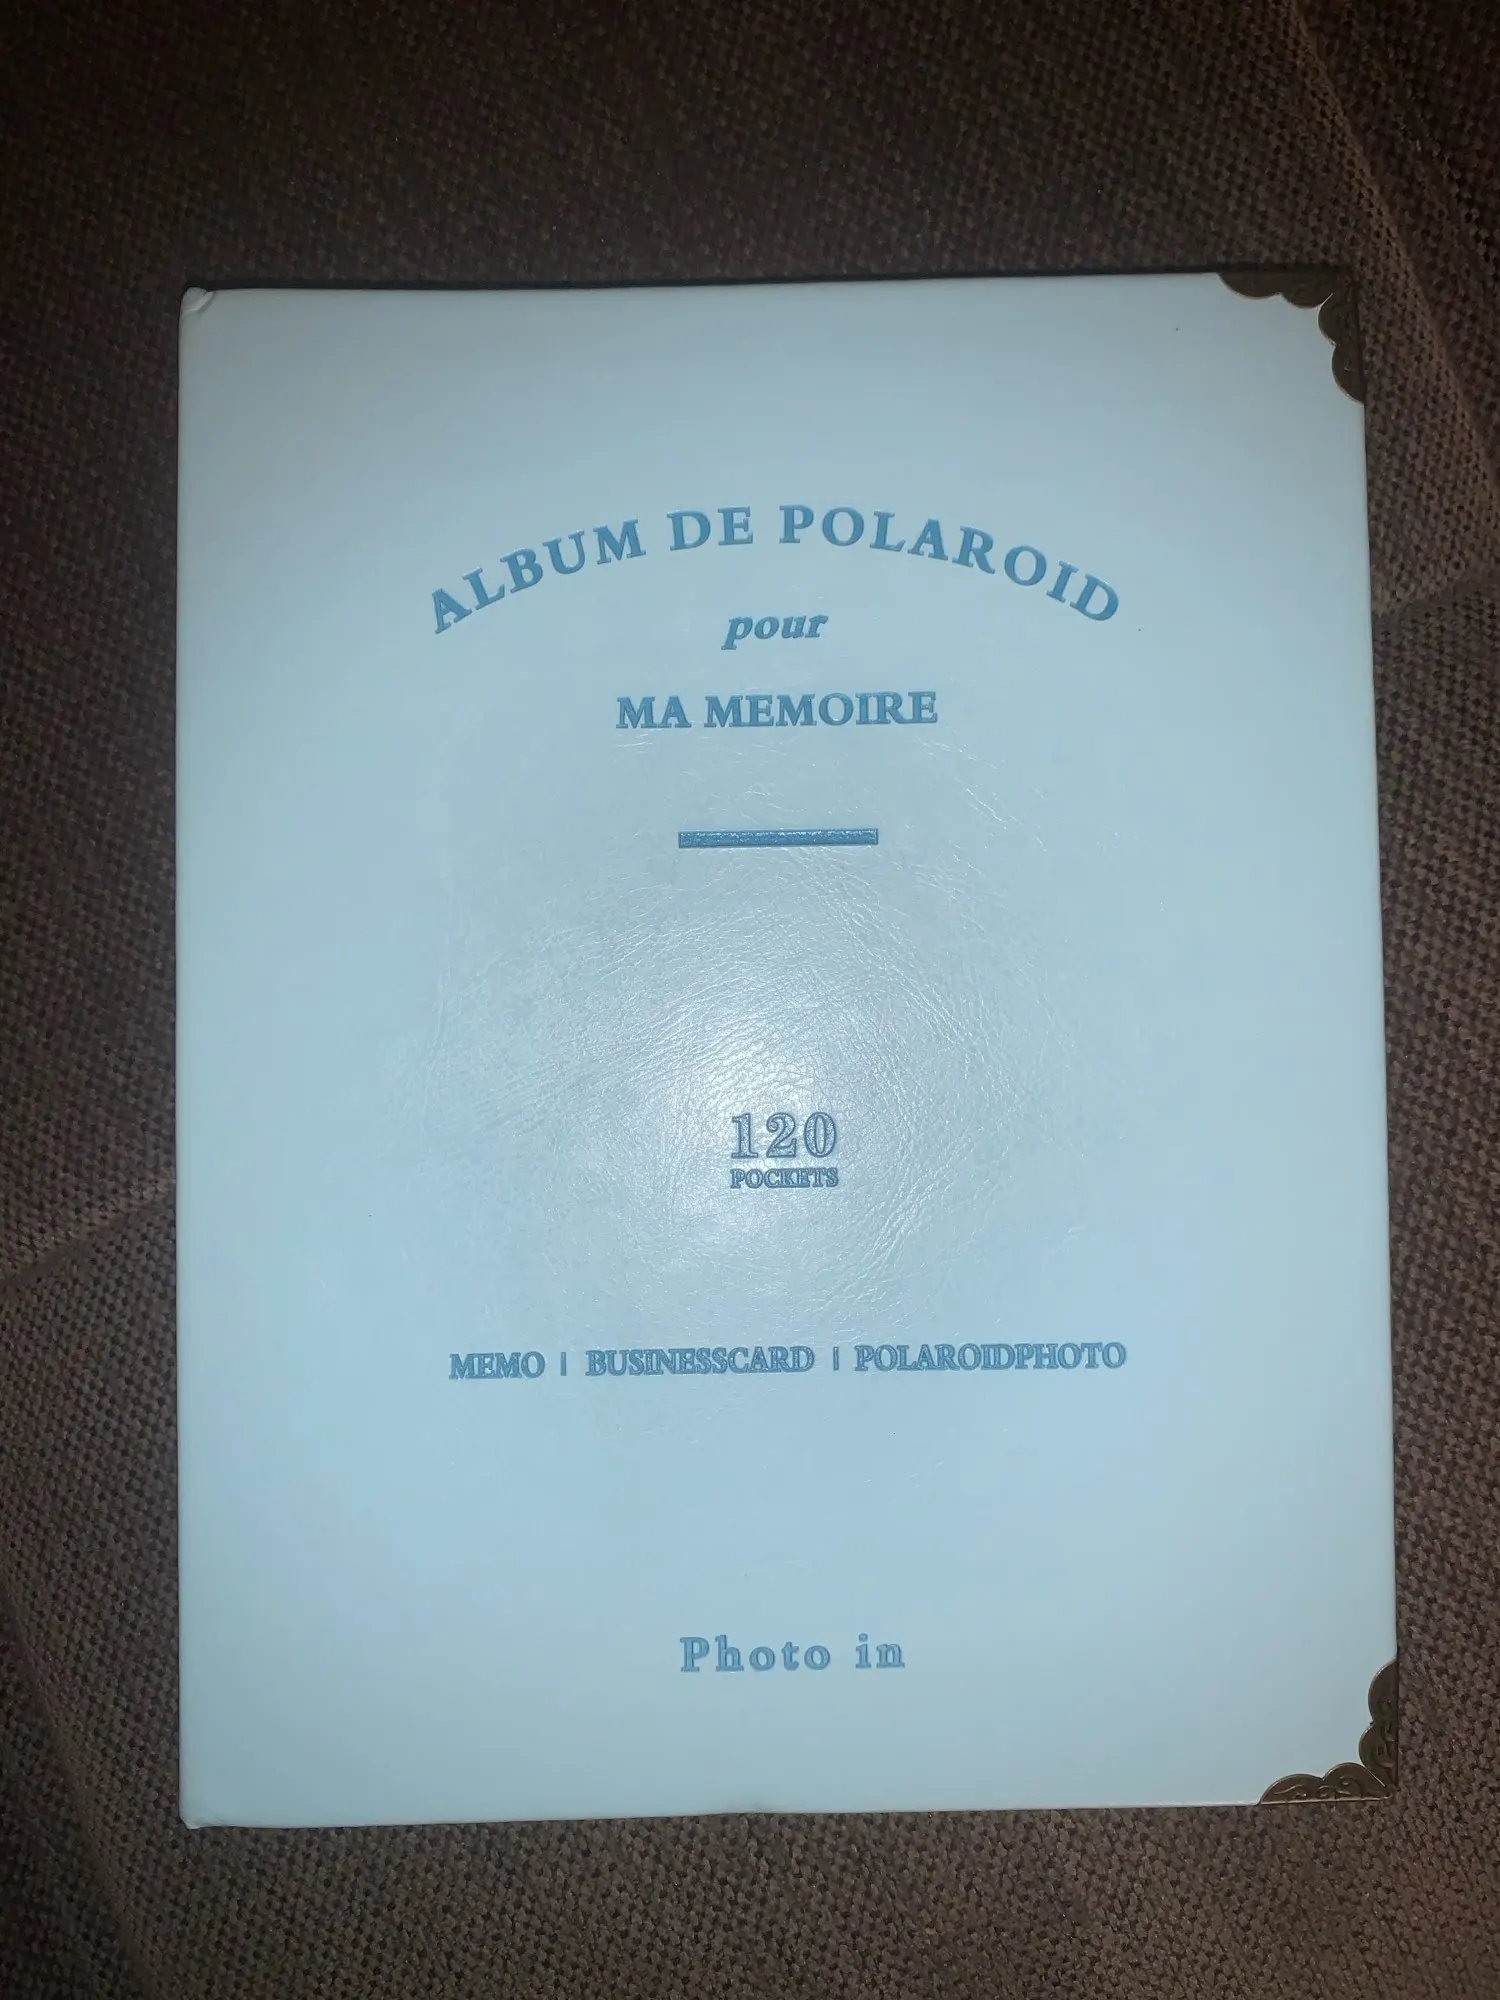 ALBUM DE POLAROID
pour
MA MEMOIRE
120
POCKETS
MEMO | BUSINESSCARD | POLAROIDPHOTO
Photo in